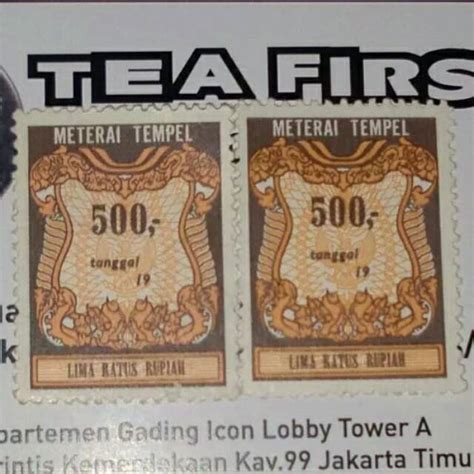 TEA FIRS
METERAI TEMPEL
500,-
tanggal
19
LIMA RATUS RUPIAH
METERAI TEMPEL
500,-
tanggal
19
LIMA RATUS RUPIAH
partemen Gading Icon Lobby Tower A
rintis Kemerdekaan Kav.99 Jakarta Timu